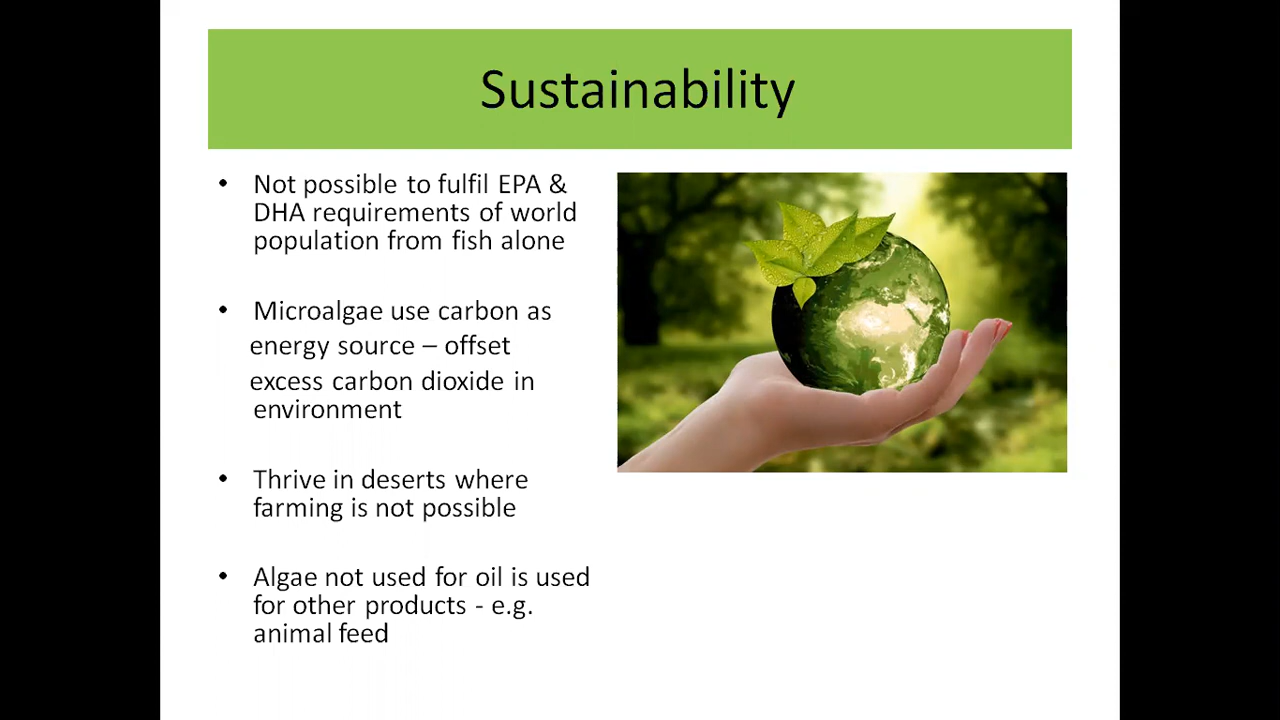 Sustainability
• Not possible to fulfil EPA &
DHA requirements of world
population from fish alone
• Microalgae use carbon as
energy source – offset
excess carbon dioxide in
environment
• Thrive in deserts where
farming is not possible
• Algae not used for oil is used
for other products - e.g.
animal feed